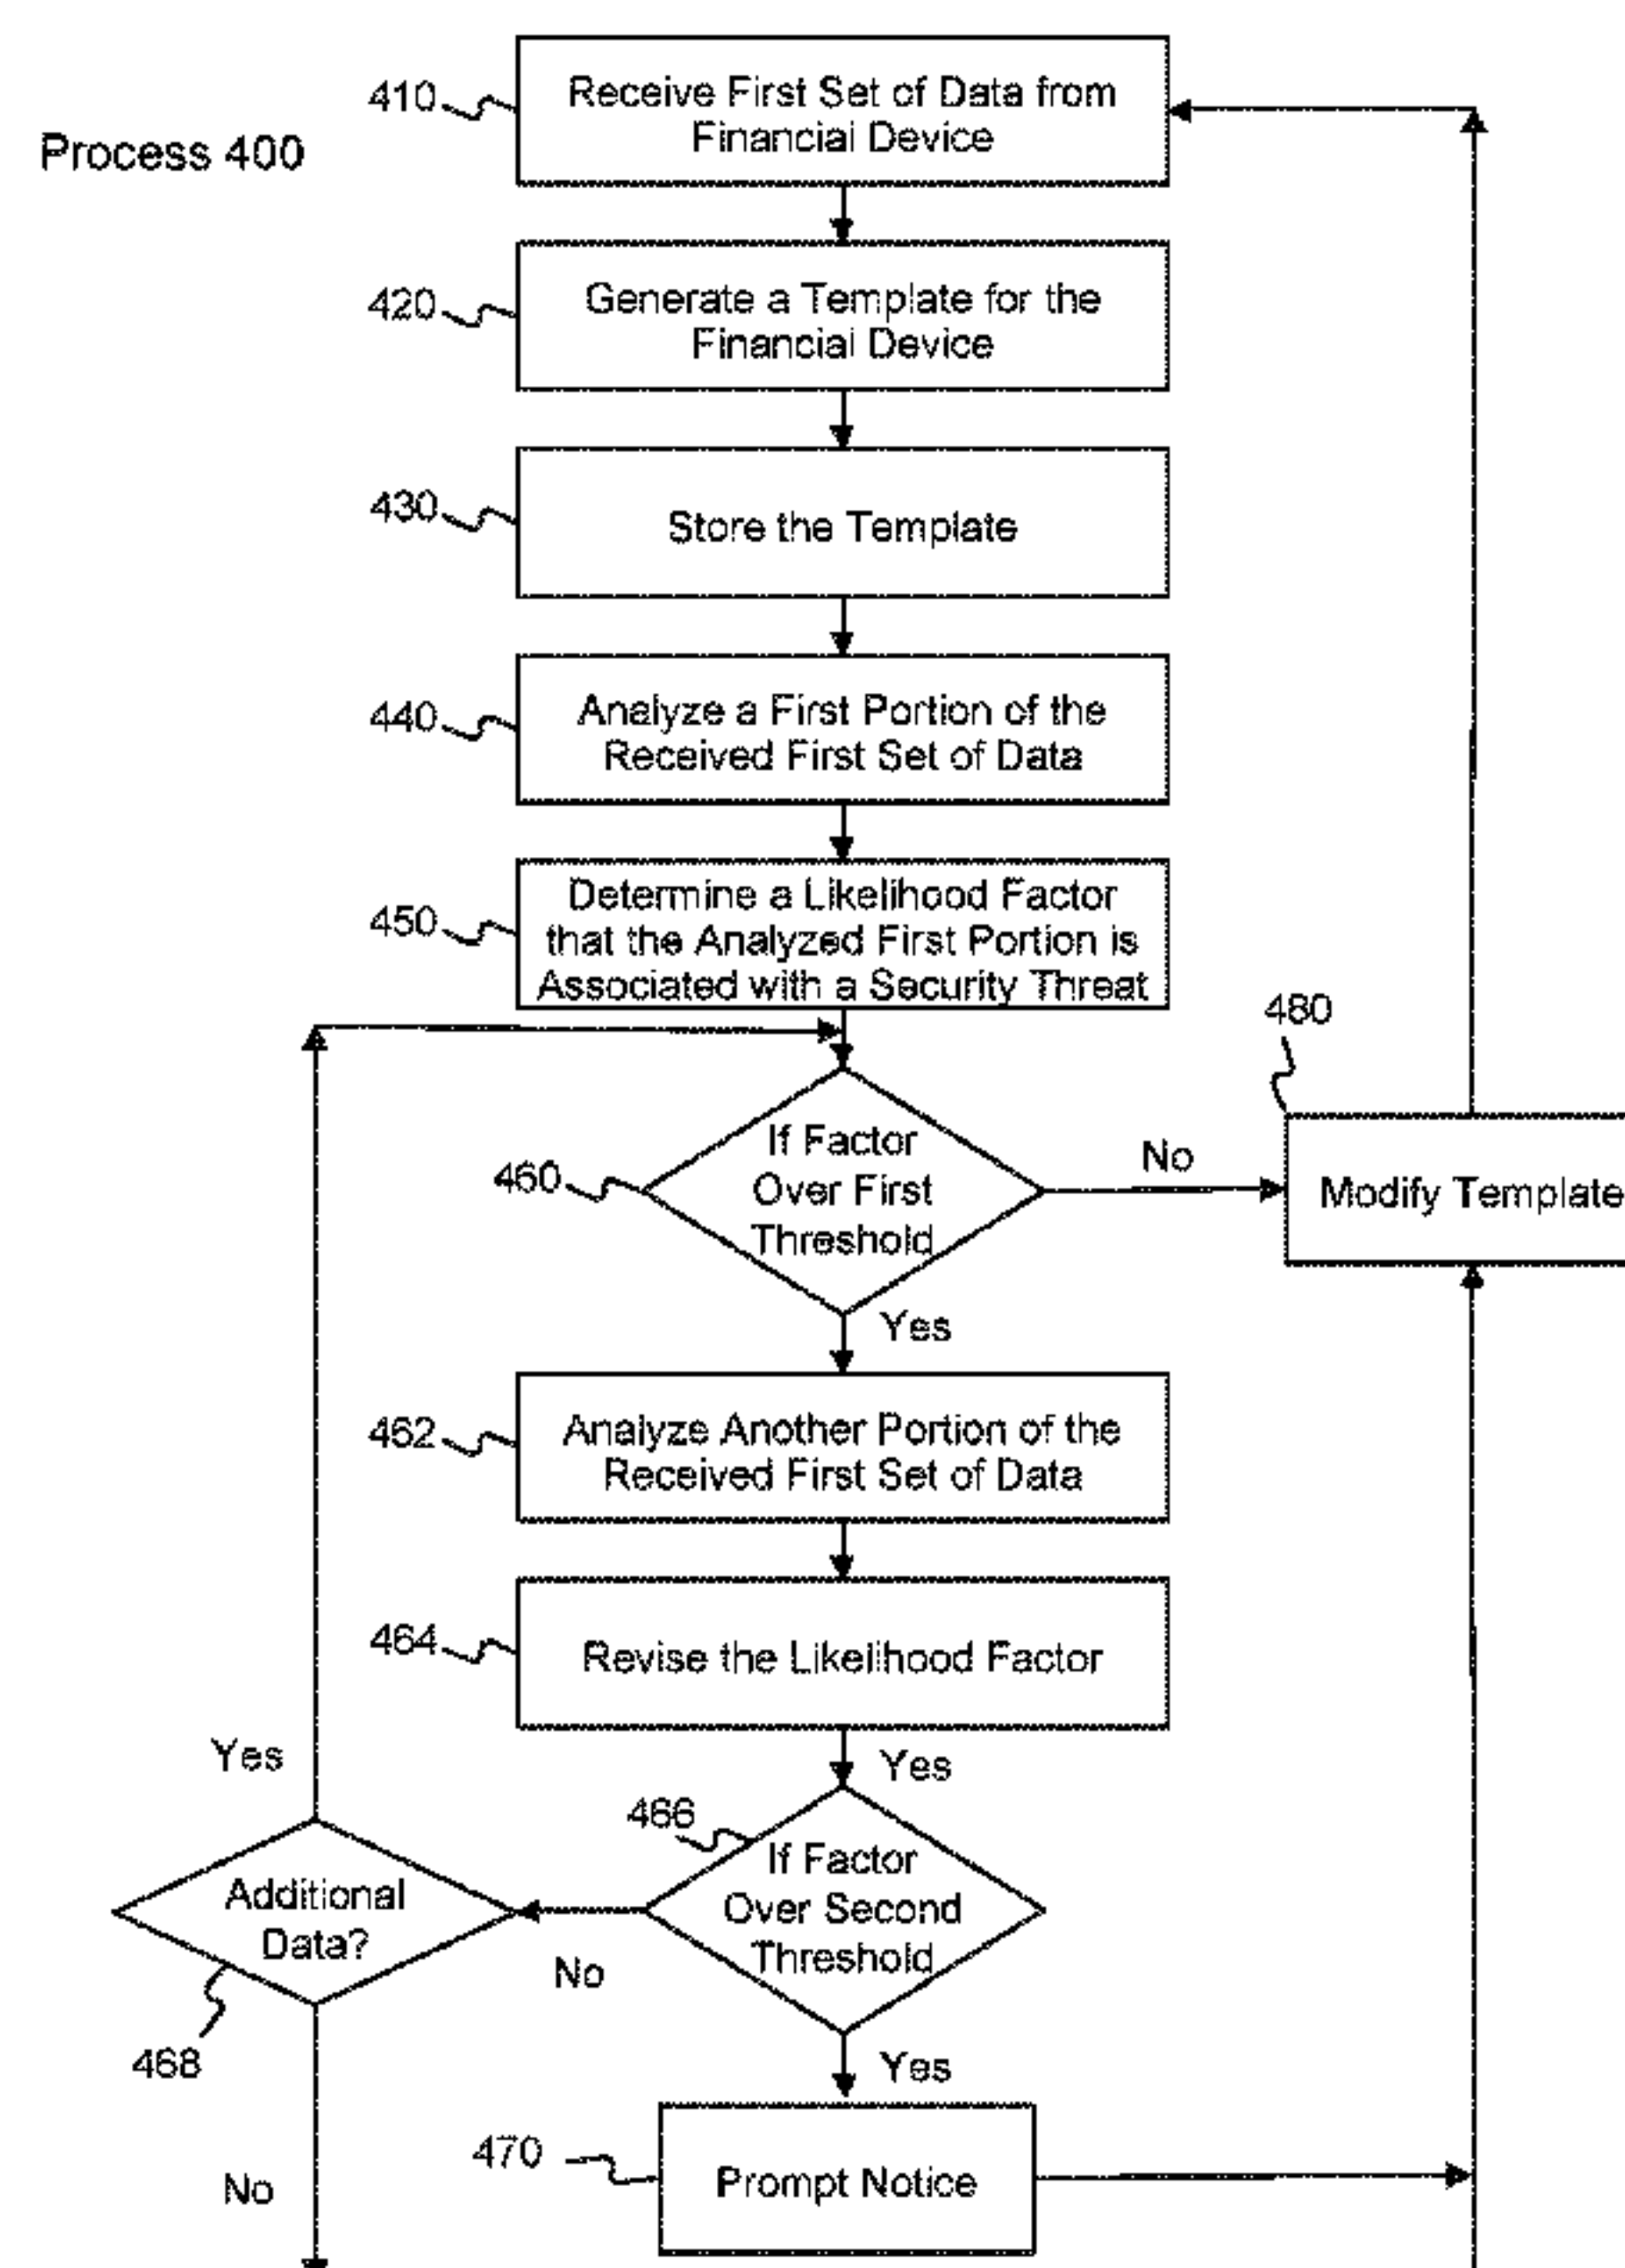 Process 400
410
Receive First Set of Data from
Financial Device
420
Generate a Template for the
Financial Device
430
Store the Template
440
Analyze a First Portion of the
Received First Set of Data
450
Determine a Likelihood Factor
that the Analyzed First Portion is
Associated with a Security Threat
460
If Factor
Over First
Threshold
No
480
Modify Template
Yes
462
Analyze Another Portion of the
Received First Set of Data
464
Revise the Likelihood Factor
Yes
466
If Factor
Over Second
Threshold
No
Yes
Additional
Data?
468
No
Yes
470
Prompt Notice